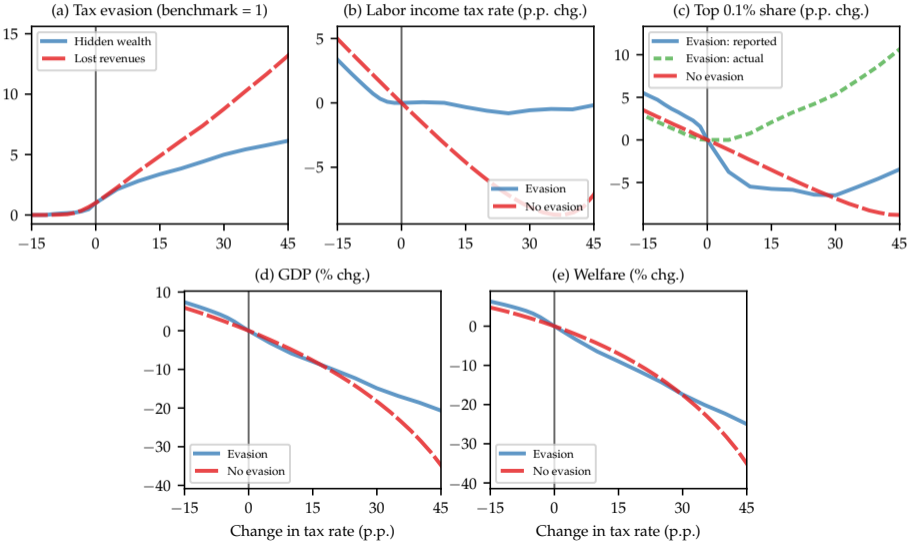 (a) Tax evasion (benchmark = 1)
(b) Labor income tax rate (p.p. chg.)
(c) Top 0.1% share (p.p. chg.)
15
10
5
0
Hidden wealth
Lost revenues
−15 0 15 30 45
5
0
−5
Evasion
No evasion
−15 0 15 30 45
10
5
0
−5
Evasion: reported
Evasion: actual
No evasion
−15 0 15 30 45
(d) GDP (% chg.)
(e) Welfare (% chg.)
10
0
−10
−20
−30
−40
Evasion
No evasion
−15 0 15 30 45
Change in tax rate (p.p.)
0
−10
−20
−30
−40
Evasion
No evasion
−15 0 15 30 45
Change in tax rate (p.p.)